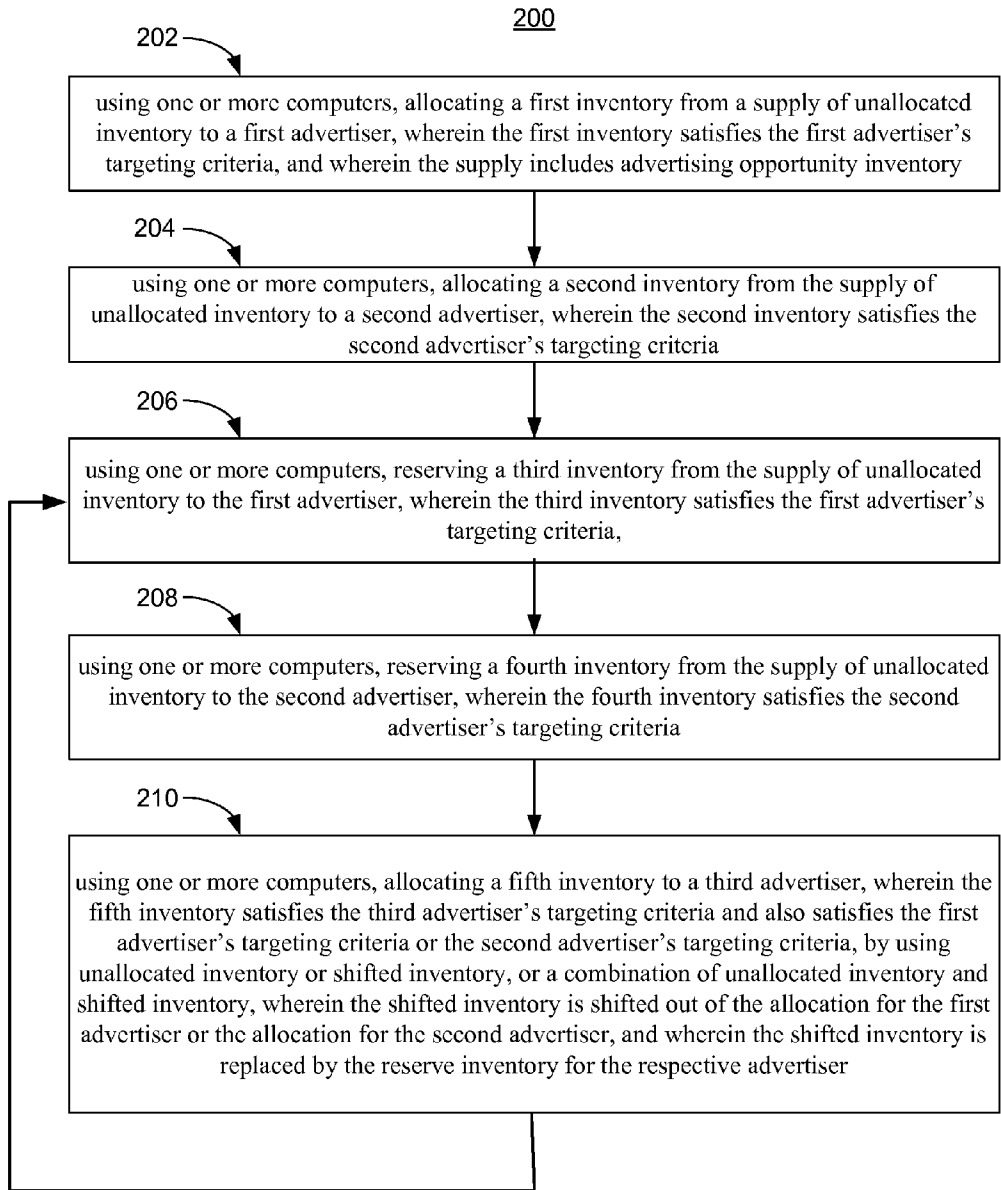 200
202
using one or more computers, allocating a first inventory from a supply of unallocated
inventory to a first advertiser, wherein the first inventory satisfies the first advertiser's
targeting criteria, and wherein the supply includes advertising opportunity inventory
204
using one or more computers, allocating a second inventory from the supply of
unallocated inventory to a second advertiser, wherein the second inventory satisfies the
second advertiser's targeting criteria
206
using one or more computers, reserving a third inventory from the supply of unallocated
inventory to the first advertiser, wherein the third inventory satisfies the first advertiser's
targeting criteria,
208
using one or more computers, reserving a fourth inventory from the supply of unallocated
inventory to the second advertiser, wherein the fourth inventory satisfies the second
advertiser's targeting criteria
210
using one or more computers, allocating a fifth inventory to a third advertiser, wherein the
fifth inventory satisfies the third advertiser's targeting criteria and also satisfies the first
advertiser's targeting criteria or the second advertiser's targeting criteria, by using
unallocated inventory or shifted inventory, or a combination of unallocated inventory and
shifted inventory, wherein the shifted inventory is shifted out of the allocation for the first
advertiser or the allocation for the second advertiser, and wherein the shifted inventory is
replaced by the reserve inventory for the respective advertiser